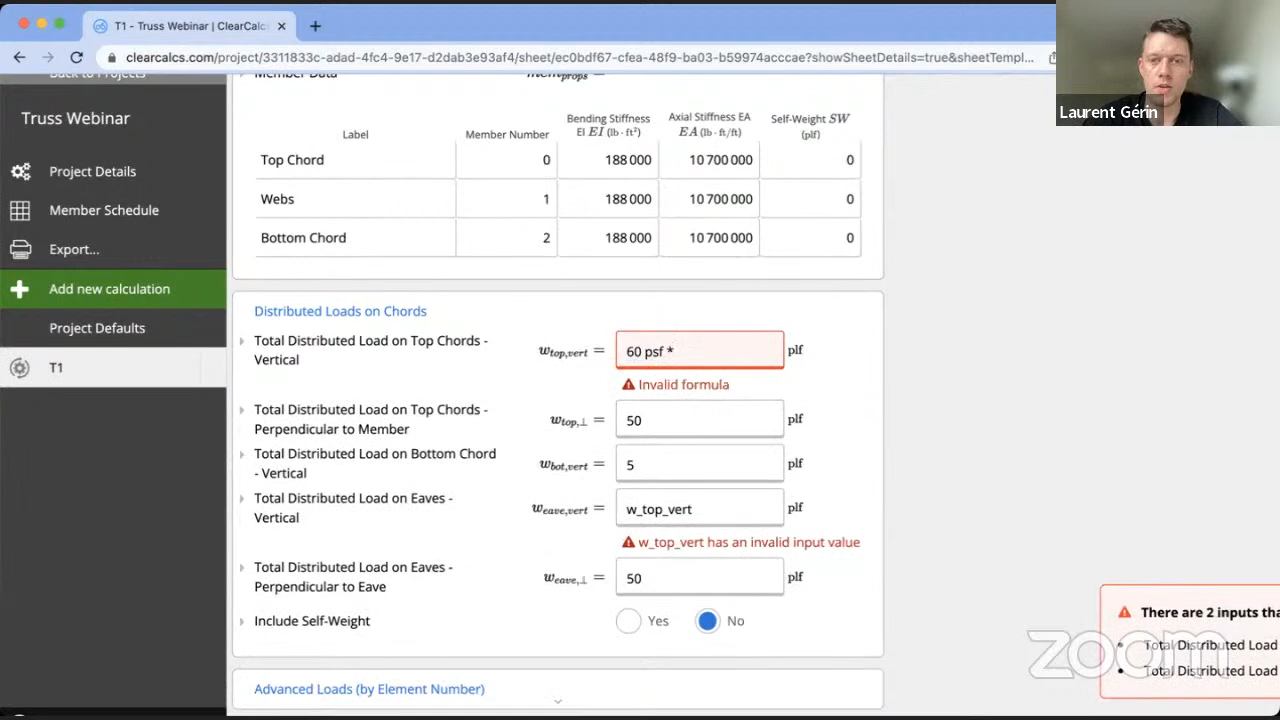 T1 - Truss Webinar | ClearCalc
clearcalcs.com/project/3311833c-adad-4fc4-9e17-d2dab3e93af4/sheet/ec0bdf67-cfea-48f9-ba03-b59974acccae?showSheetDetails=true&sheetTempl...
Laurent Gérin
Back to Projects
Truss Webinar
Project Details
Member Schedule
Export...
Add new calculation
Project Defaults
T1
Member Data
mem_props =
Label
Member Number
Bending Stiffness
EI EI (lb · ft²)
Axial Stiffness EA
EA (lb · ft/ft)
Self-Weight SW
(plf)
Top Chord 0 188 000 10 700 000 0
Webs 1 188 000 10 700 000 0
Bottom Chord 2 188 000 10 700 000 0
Distributed Loads on Chords
Total Distributed Load on Top Chords -
Vertical
w_top,vert = 60 psf * plf
Invalid formula
Total Distributed Load on Top Chords -
Perpendicular to Member
w_top,⊥ = 50 plf
Total Distributed Load on Bottom Chord
- Vertical
w_bot,vert = 5 plf
Total Distributed Load on Eaves -
Vertical
w_eave,vert = w_top_vert plf
w_top_vert has an invalid input value
Total Distributed Load on Eaves -
Perpendicular to Eave
w_eave,⊥ = 50 plf
Include Self-Weight Yes No
Advanced Loads (by Element Number)
There are 2 inputs tha
Total Distributed Load
Total Distributed Load
zoom